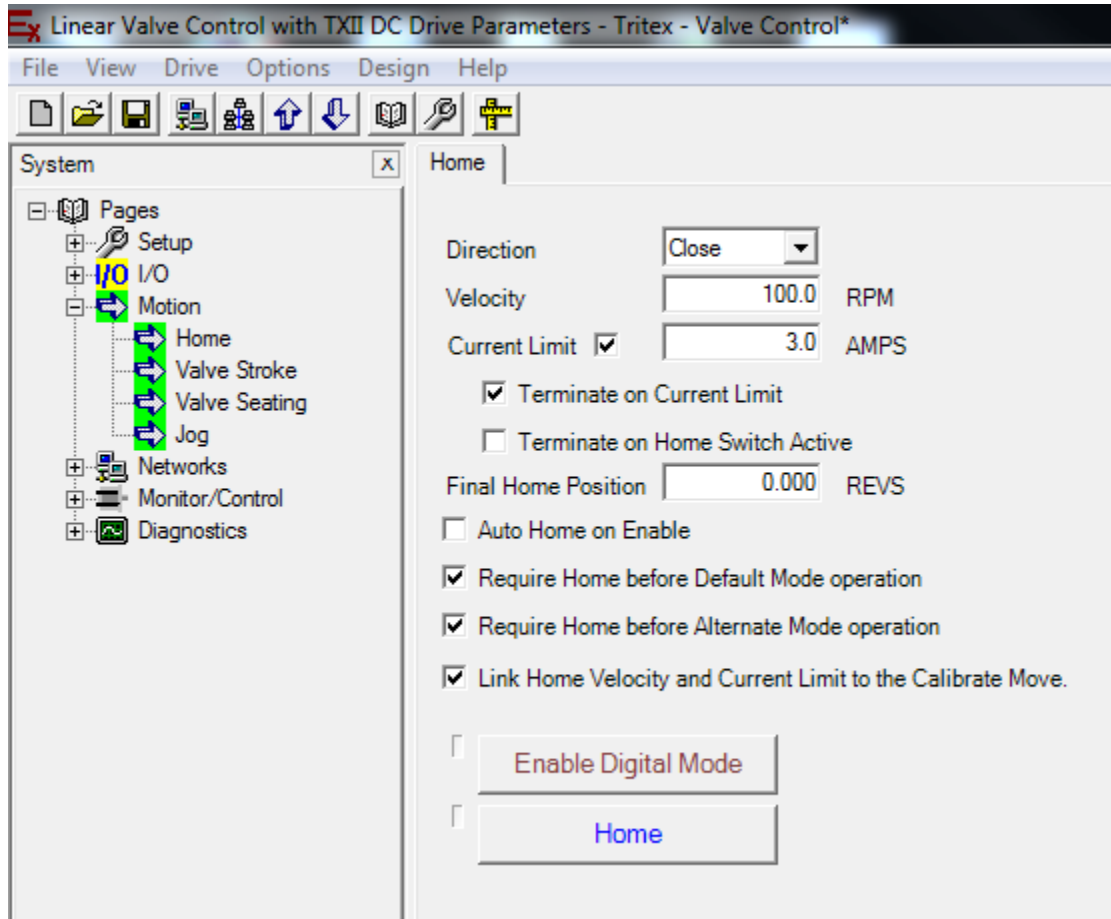 Ex Linear Valve Control with TXII DC Drive Parameters - Tritex - Valve Control*
File View Drive Options Design Help
System x
Pages
Setup
I/O I/O
Motion
Home
Valve Stroke
Valve Seating
Jog
Networks
Monitor/Control
Diagnostics
Home
Direction Close
Velocity 100.0 RPM
Current Limit 3.0 AMPS
Terminate on Current Limit
Terminate on Home Switch Active
Final Home Position 0.000 REVS
Auto Home on Enable
Require Home before Default Mode operation
Require Home before Alternate Mode operation
Link Home Velocity and Current Limit to the Calibrate Move.
Enable Digital Mode
Home